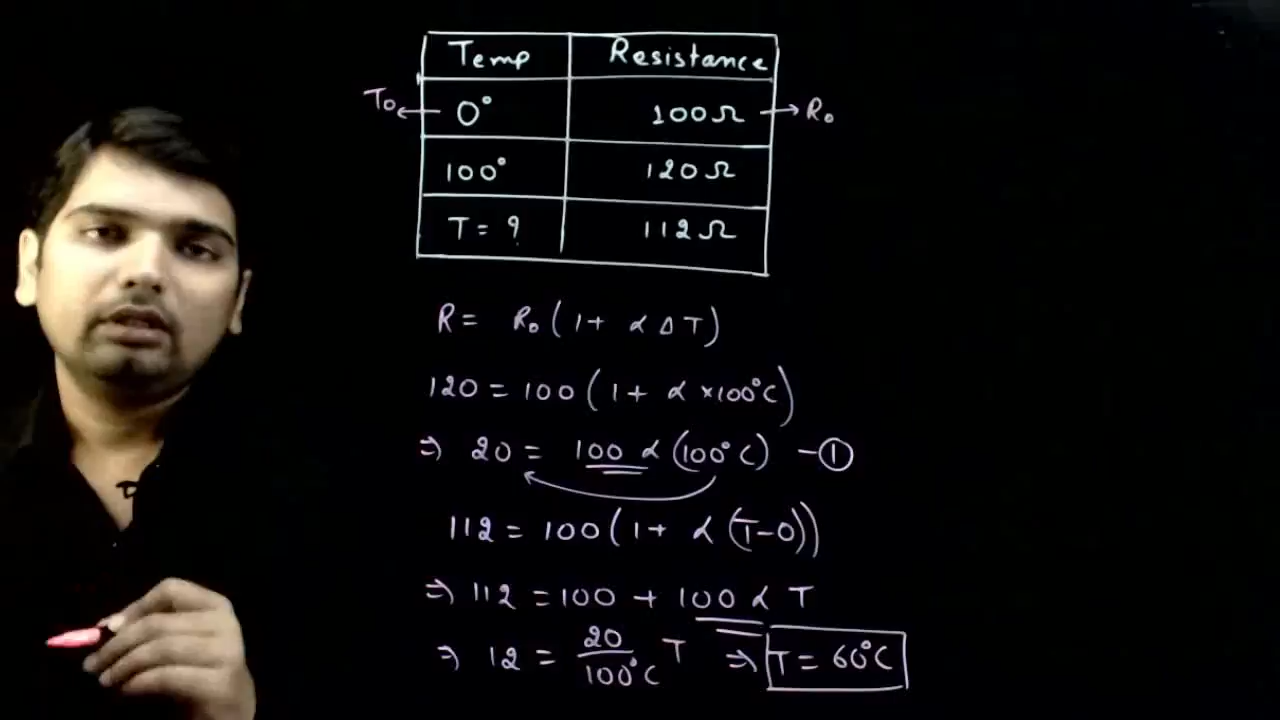 Temp Resistance
T₀ ← 0° 100Ω → R₀
100° 120Ω
T = ? 112Ω
R = R₀(1+ α Δ T)
120 = 100(1+ α ×100°C)
⇒ 20 = 100 α (100°C) –①
112 = 100(1+ α (T–0))
⇒ 112 = 100 + 100 α T
⇒ 12 = 20/100°C T ⇒ T = 60°C